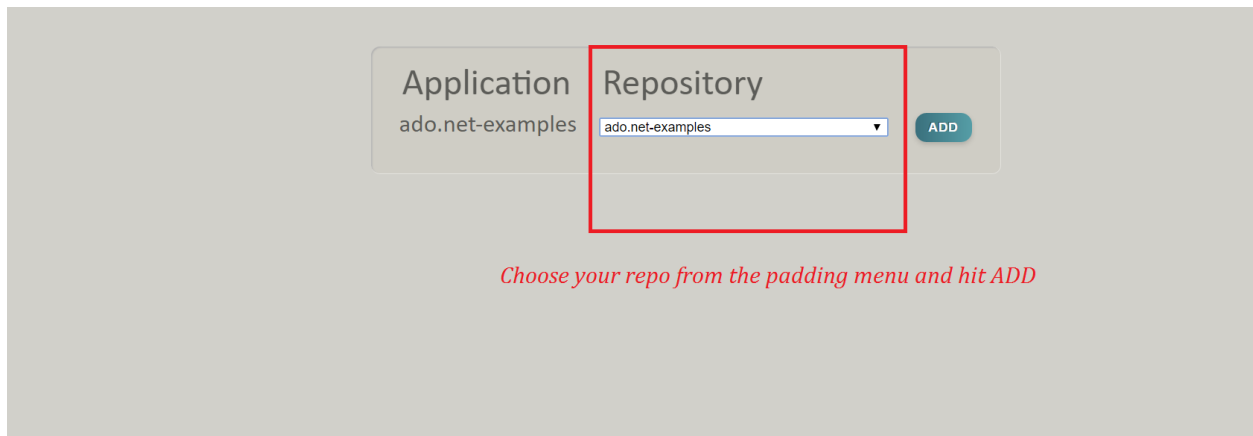 Application Repository
ado.net-examples ado.net-examples ADD
Choose your repo from the padding menu and hit ADD